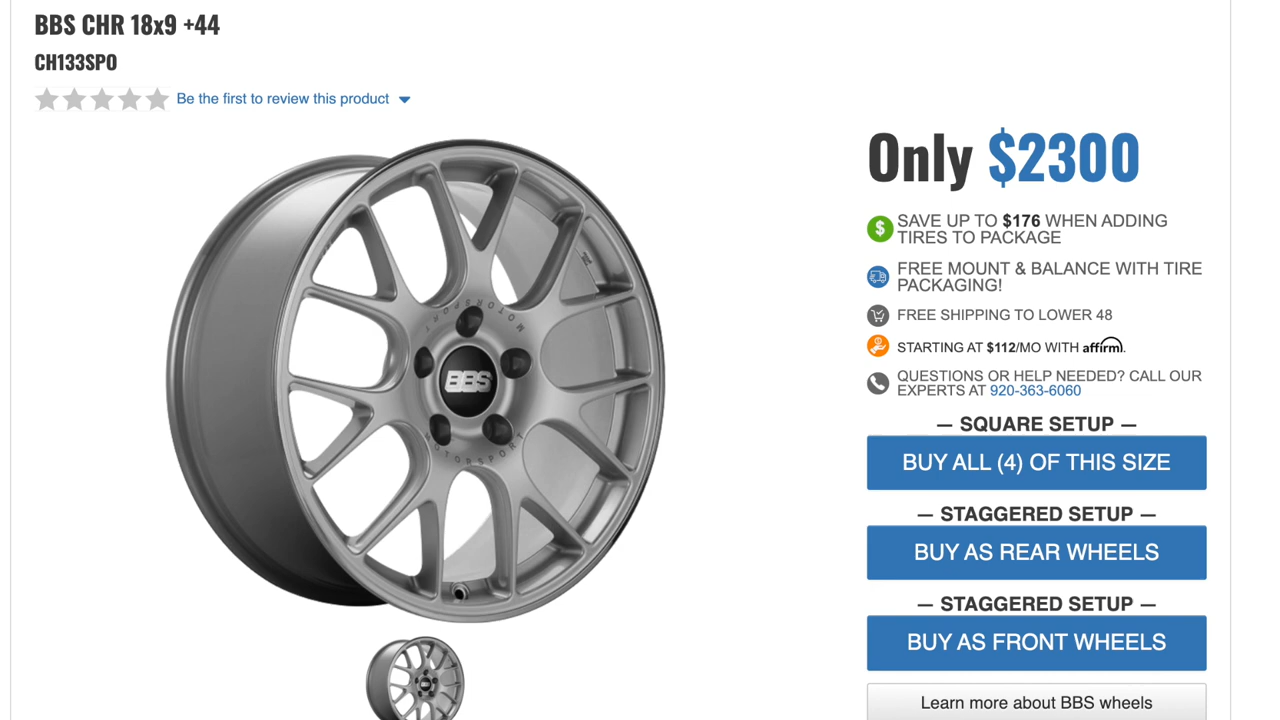 BBS CHR 18x9 +44
CH133SPO
Be the first to review this product
Only $2300
SAVE UP TO $176 WHEN ADDING
TIRES TO PACKAGE
FREE MOUNT & BALANCE WITH TIRE
PACKAGING!
FREE SHIPPING TO LOWER 48
STARTING AT $112/MO WITH affirm.
QUESTIONS OR HELP NEEDED? CALL OUR
EXPERTS AT 920-363-6060
MOTORSPORT
BBS
MOTORSPORT
— SQUARE SETUP —
BUY ALL (4) OF THIS SIZE
— STAGGERED SETUP —
BUY AS REAR WHEELS
— STAGGERED SETUP —
BUY AS FRONT WHEELS
BBS
Learn more about BBS wheels